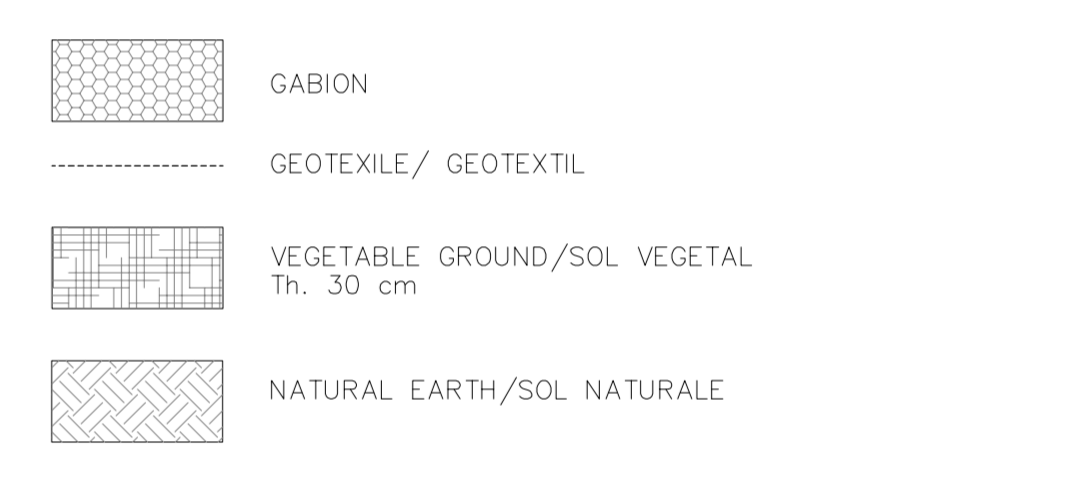 GABION
GEOTEXILE/ GEOTEXTIL
VEGETABLE GROUND/SOL VEGETAL
Th. 30 cm
NATURAL EARTH/SOL NATURALE